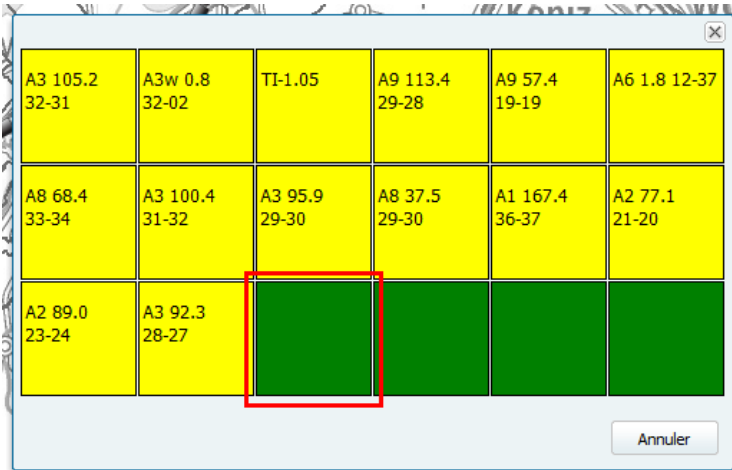 Köniz
A3 105.2
32-31
A3w 0.8
32-02
TI-1.05
A9 113.4
29-28
A9 57.4
19-19
A6 1.8 12-37
A8 68.4
33-34
A3 100.4
31-32
A3 95.9
29-30
A8 37.5
29-30
A1 167.4
36-37
A2 77.1
21-20
A2 89.0
23-24
A3 92.3
28-27
Annuler